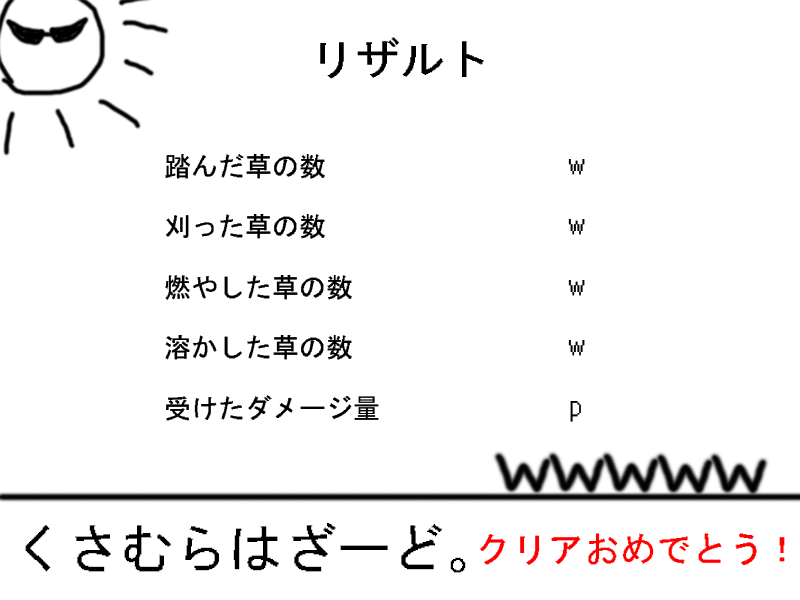 リザルト
踏んだ草の数 w
刈った草の数 w
燃やした草の数 w
溶かした草の数 w
受けたダメージ量 p
wwwww
くさむらはざーど。クリアおめでとう！